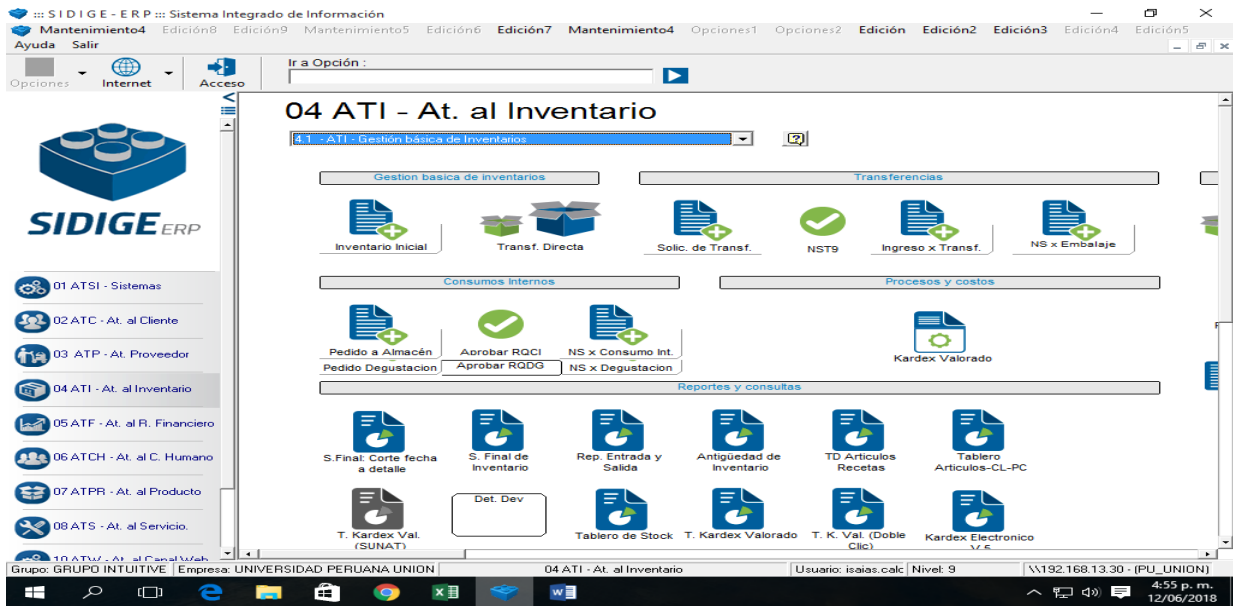 ::: S I D I G E - E R P ::: Sistema Integrado de Información
Mantenimiento4 Edición8 Edición9 Mantenimiento5 Edición6 Edición7 Mantenimiento4 Opciones1 Opciones2 Edición Edición2 Edición3 Edición4 Edición5
Ayuda Salir
Opciones Internet Acceso
Ir a Opción :
04 ATI - At. al Inventario
4.1 - ATI - Gestión básica de Inventarios
Gestion basica de inventarios Transferencias
Inventario Inicial Transf. Directa Solic. de Transf. NST9 Ingreso x Transf. NS x Embalaje
SIDIGE ERP
Consumos Internos Procesos y costos
Pedido a Almacén Aprobar RQCI NS x Consumo Int. Kardex Valorado
Pedido Degustacion Aprobar RQDG NS x Degustacion
Reportes y consultas
S.Final: Corte fecha a detalle
S. Final de Inventario
Rep. Entrada y Salida
Antigüedad de Inventario
TD Articulos Recetas
Tablero Articulos-CL-PC
T. Kardex Val. (SUNAT)
Det. Dev
Tablero de Stock
T. Kardex Valorado
T. K. Val. (Doble Clic)
Kardex Electronico V.5
01 ATSI - Sistemas
02 ATC - At. al Cliente
03 ATP - At. Proveedor
04 ATI - At. al Inventario
05 ATF - At. al R. Financiero
06 ATCH - At. al C. Humano
07 ATPR - At. al Producto
08 ATS - At. al Servicio.
10 ATW - At. al Canal Web
Grupo: GRUPO INTUITIVE Empresa: UNIVERSIDAD PERUANA UNION 04 ATI - At. al Inventario Usuario: isaias.calc Nivel: 9 \\192.168.13.30 - (PU_UNION)
4:55 p. m.
12/06/2018